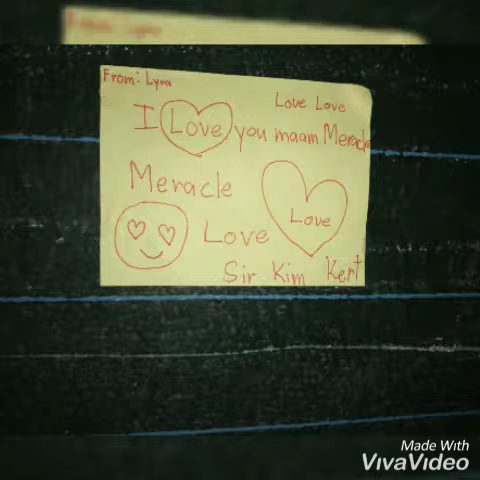 From: Lyra
Love Love
I Love you maam Meracle
Meracle
Love
Love
Sir Kim Kert
Made With
VivaVideo